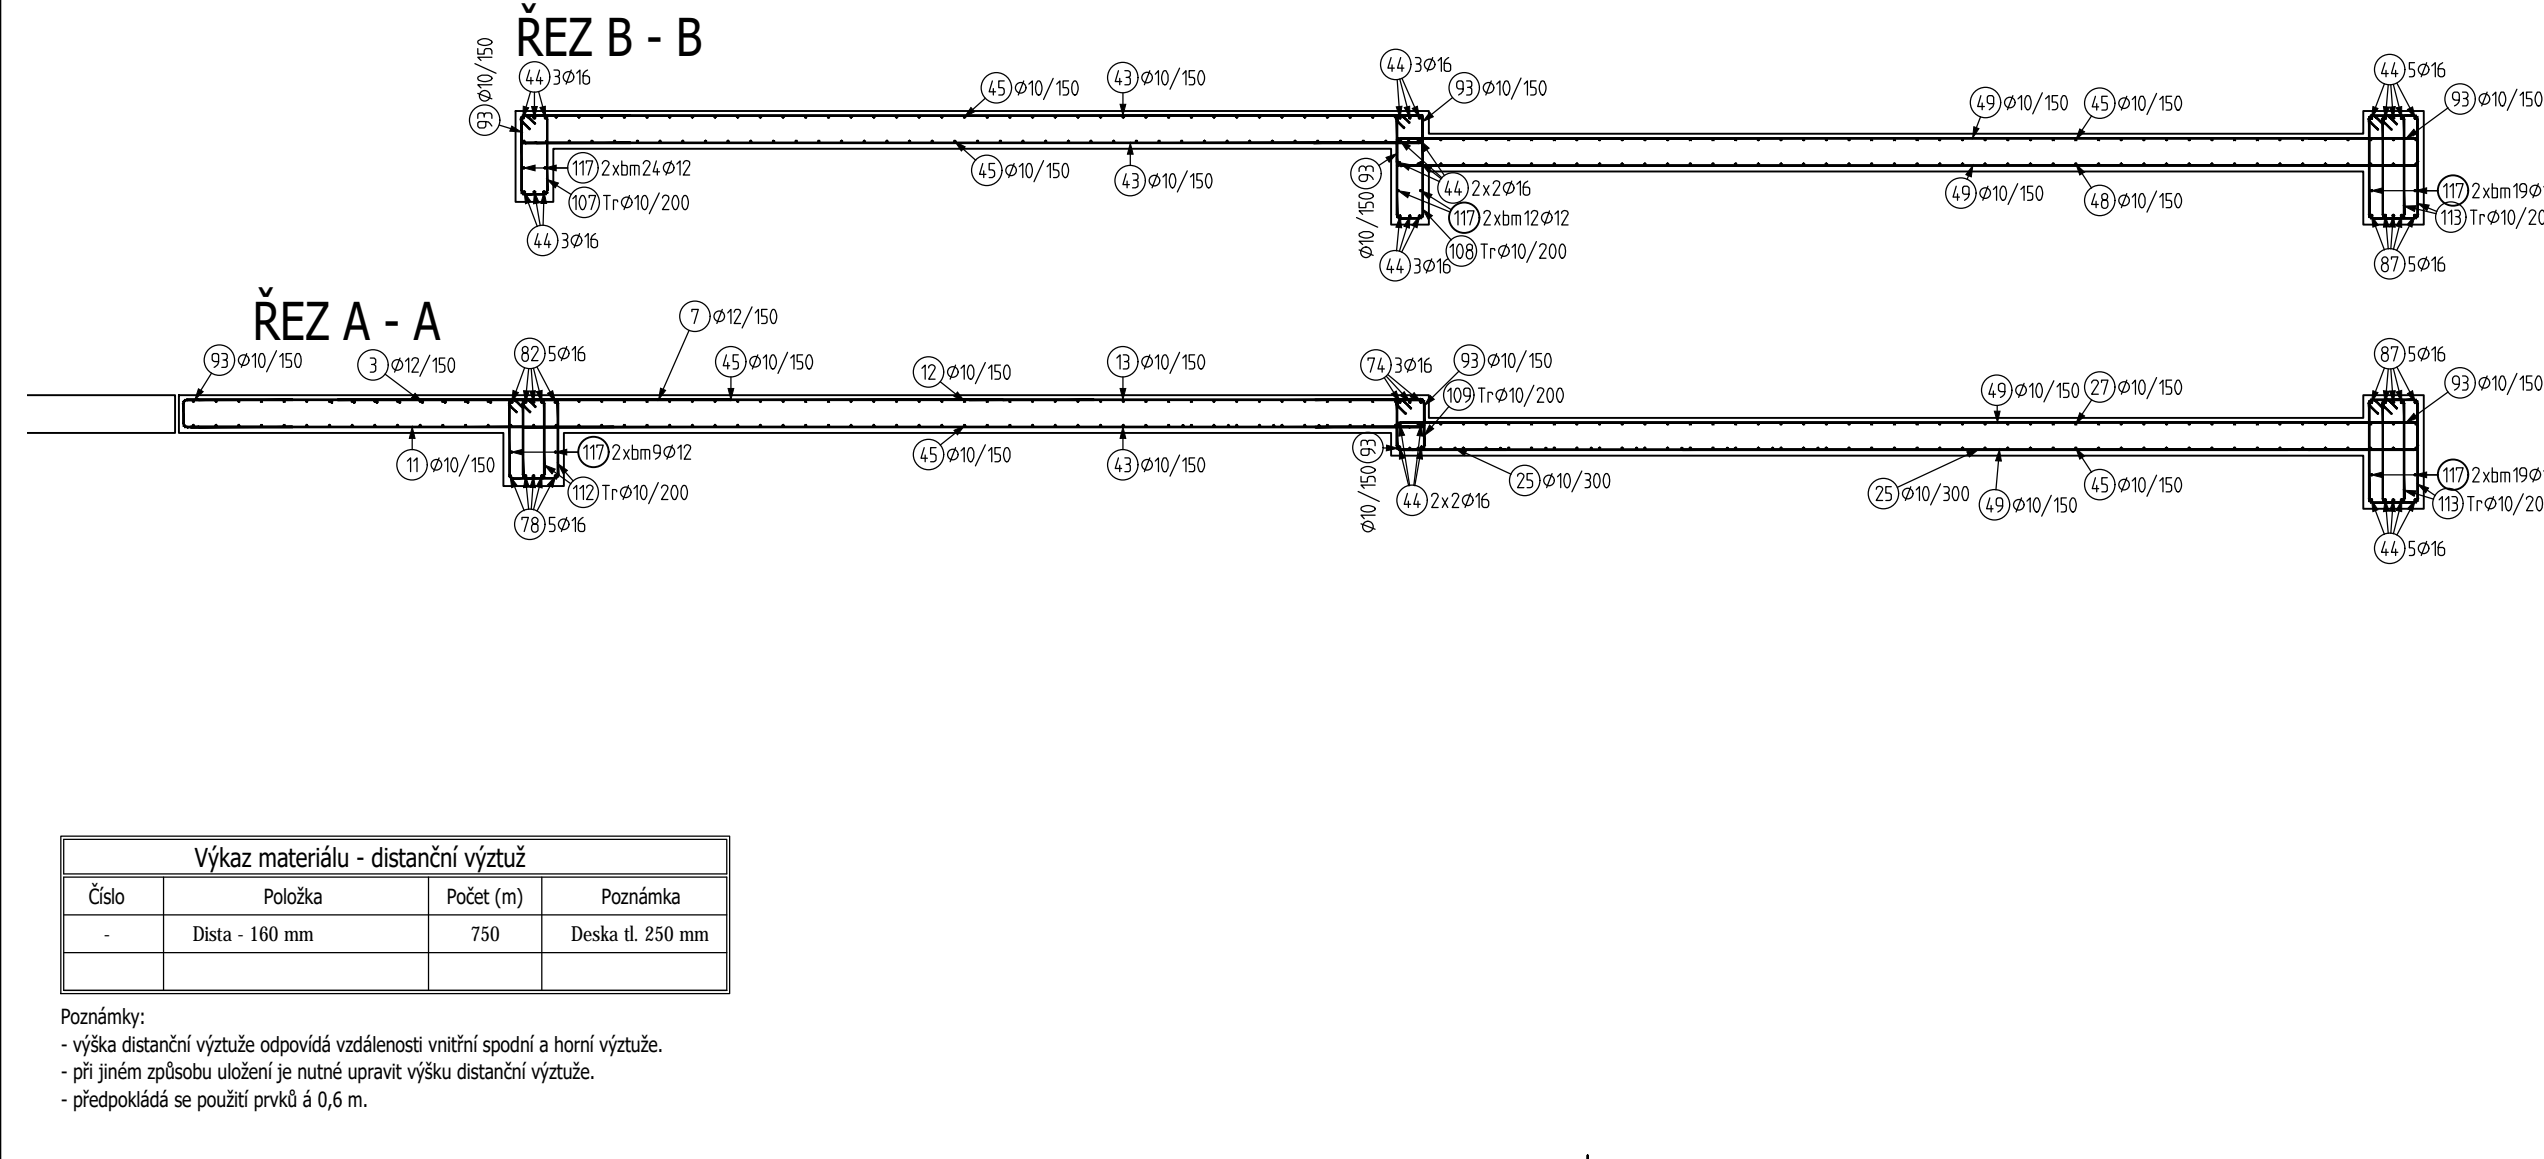 ŘEZ B - B
93 Ø10/150
44 3Ø16
45 Ø10/150
43 Ø10/150
44 3Ø16
93 Ø10/150
49 Ø10/150
45 Ø10/150
44 5Ø16
93 Ø10/150
117 2xbm24Ø12
107 TrØ10/200
44 3Ø16
45 Ø10/150
43 Ø10/150
Ø10/150 93
44 2x2Ø16
117 2xbm12Ø12
108 TrØ10/200
44 3Ø16
49 Ø10/150
48 Ø10/150
117 2xbm19Ø
113 TrØ10/20
87 5Ø16
ŘEZ A - A
93 Ø10/150
3 Ø12/150
82 5Ø16
7 Ø12/150
45 Ø10/150
12 Ø10/150
13 Ø10/150
74 3Ø16
93 Ø10/150
109 TrØ10/200
49 Ø10/150
27 Ø10/150
87 5Ø16
93 Ø10/150
11 Ø10/150
117 2xbm9Ø12
112 TrØ10/200
78 5Ø16
45 Ø10/150
43 Ø10/150
Ø10/150 93
44 2x2Ø16
25 Ø10/300
25 Ø10/300
49 Ø10/150
45 Ø10/150
117 2xbm19Ø
113 TrØ10/20
44 5Ø16
Výkaz materiálu - distanční výztuž
Číslo Položka Počet (m) Poznámka
- Dista - 160 mm 750 Deska tl. 250 mm
Poznámky:
- výška distanční výztuže odpovídá vzdálenosti vnitřní spodní a horní výztuže.
- při jiném způsobu uložení je nutné upravit výšku distanční výztuže.
- předpokládá se použití prvků á 0,6 m.